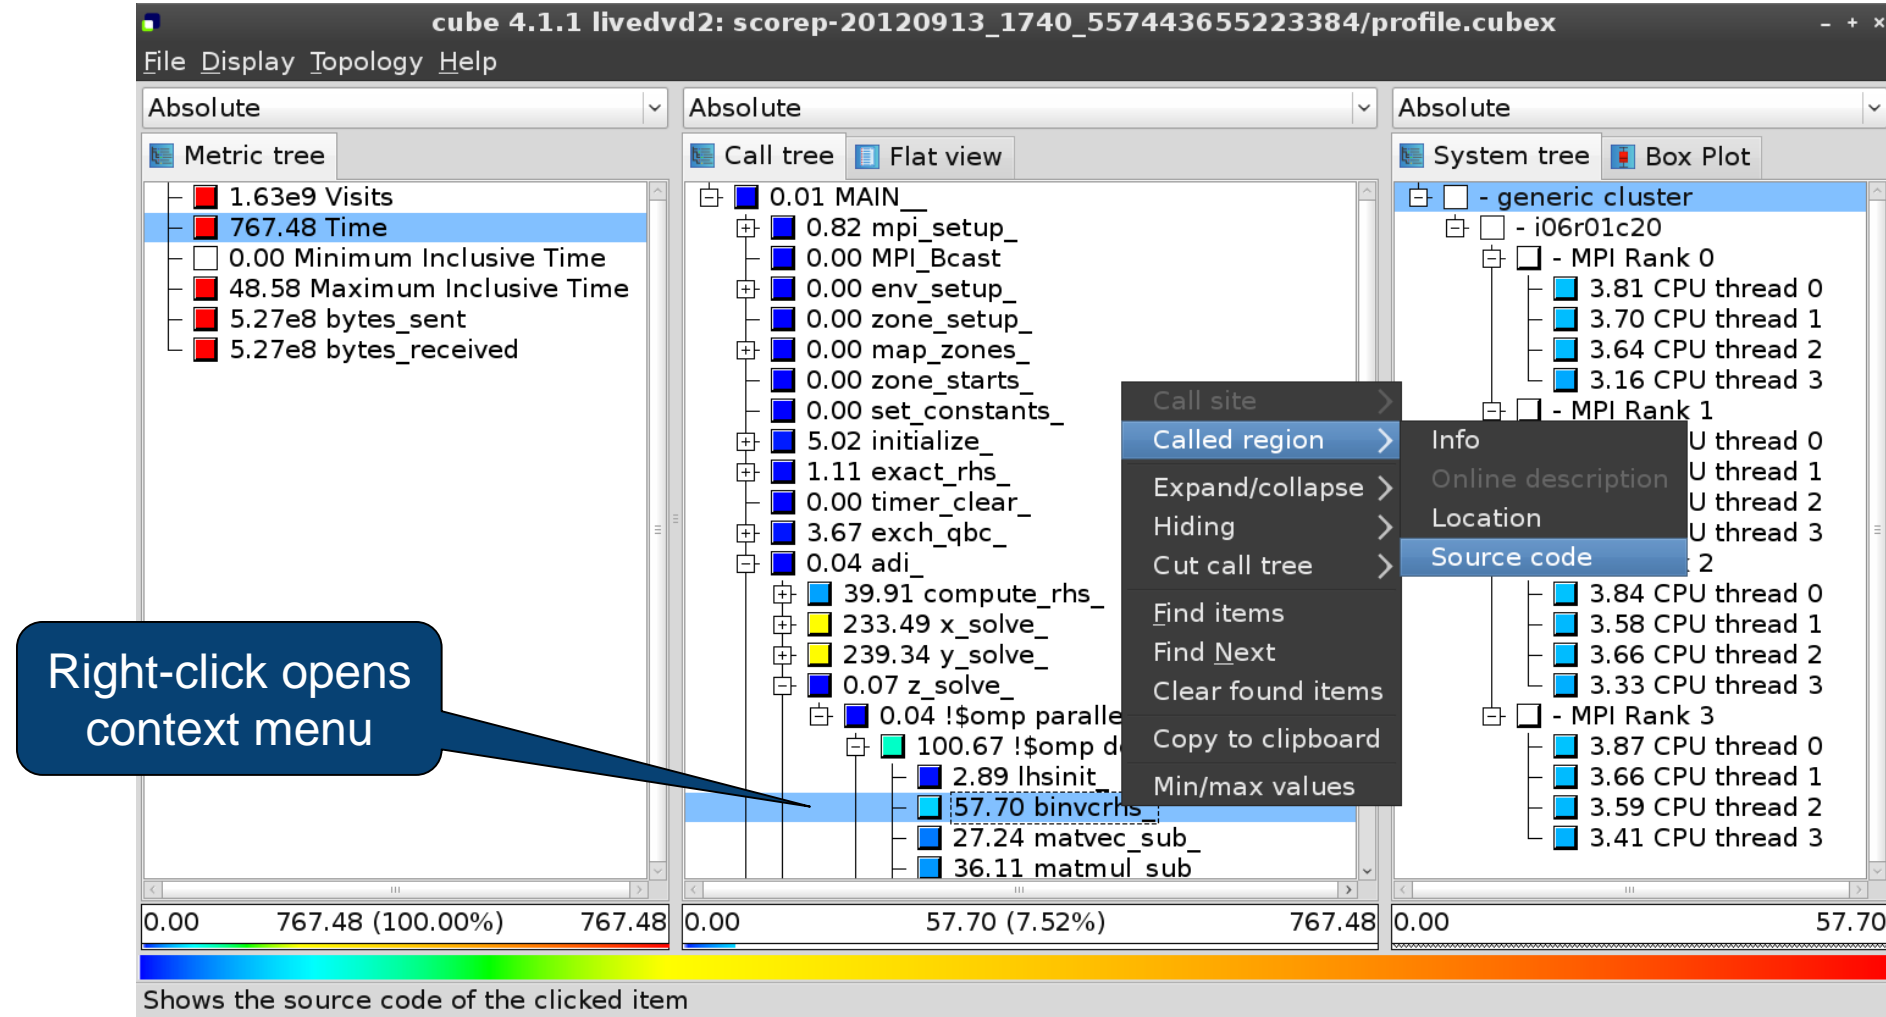 cube 4.1.1 livedvd2: scorep-20120913_1740_557443655223384/profile.cubex
File Display Topology Help
Absolute
Metric tree
1.63e9 Visits
767.48 Time
0.00 Minimum Inclusive Time
48.58 Maximum Inclusive Time
5.27e8 bytes_sent
5.27e8 bytes_received
0.00 767.48 (100.00%) 767.48
Absolute
Call tree Flat view
0.01 MAIN__
0.82 mpi_setup_
0.00 MPI_Bcast
0.00 env_setup_
0.00 zone_setup_
0.00 map_zones_
0.00 zone_starts_
0.00 set_constants_
5.02 initialize_
1.11 exact_rhs_
0.00 timer_clear_
3.67 exch_qbc_
0.04 adi_
39.91 compute_rhs_
233.49 x_solve_
239.34 y_solve_
0.07 z_solve_
0.04 !$omp paralle
100.67 !$omp d
2.89 lhsinit_
57.70 binvcrhs_
27.24 matvec_sub_
36.11 matmul_sub
0.00 57.70 (7.52%) 767.48
Call site
Called region
Expand/collapse
Hiding
Cut call tree
Find items
Find Next
Clear found items
Copy to clipboard
Min/max values
Info
Online description
Location
Source code
Absolute
System tree Box Plot
- generic cluster
- i06r01c20
- MPI Rank 0
3.81 CPU thread 0
3.70 CPU thread 1
3.64 CPU thread 2
3.16 CPU thread 3
- MPI Rank 1
U thread 0
U thread 1
U thread 2
U thread 3
2
3.84 CPU thread 0
3.58 CPU thread 1
3.66 CPU thread 2
3.33 CPU thread 3
- MPI Rank 3
3.87 CPU thread 0
3.66 CPU thread 1
3.59 CPU thread 2
3.41 CPU thread 3
0.00 57.70
Right-click opens
context menu
Shows the source code of the clicked item